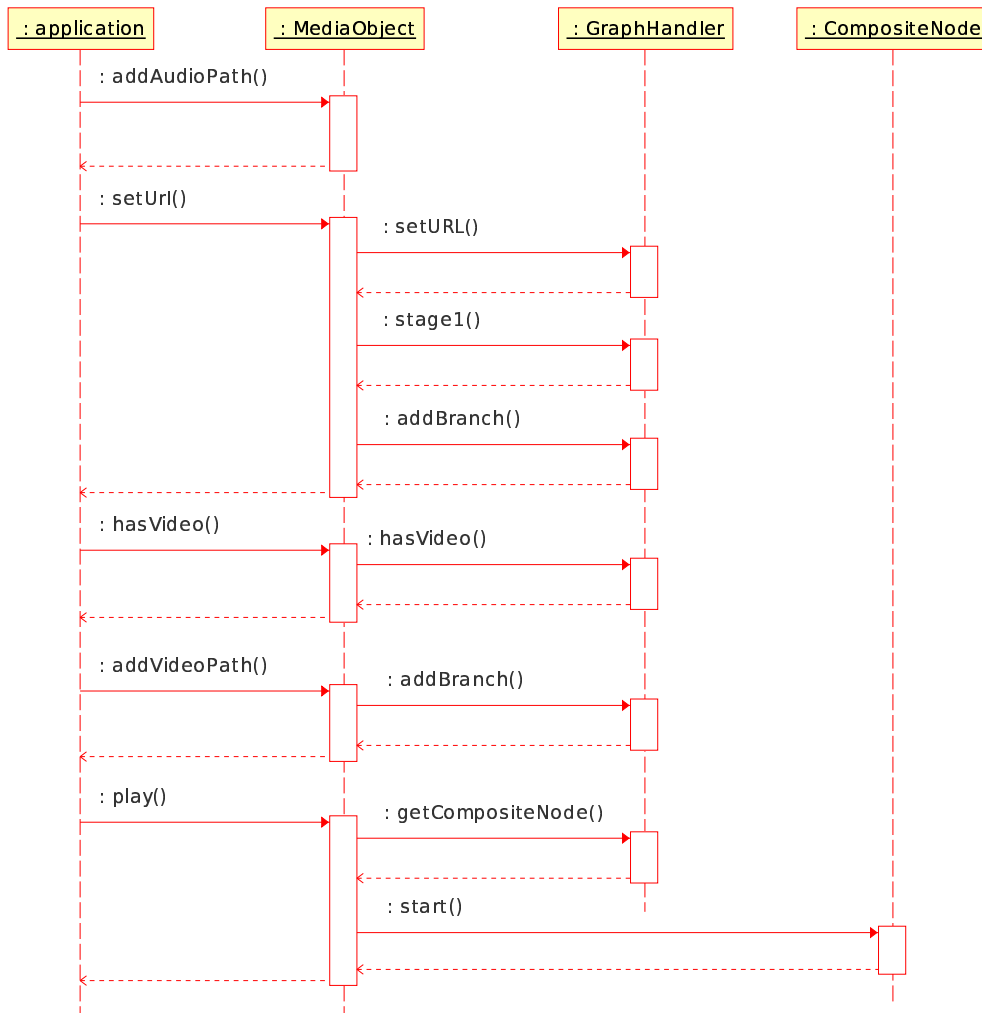 : application
: MediaObject
: GraphHandler
: CompositeNode
: addAudioPath()
: setUrl()
: setURL()
: stage1()
: addBranch()
: hasVideo()
: hasVideo()
: addVideoPath()
: addBranch()
: play()
: getCompositeNode()
: start()